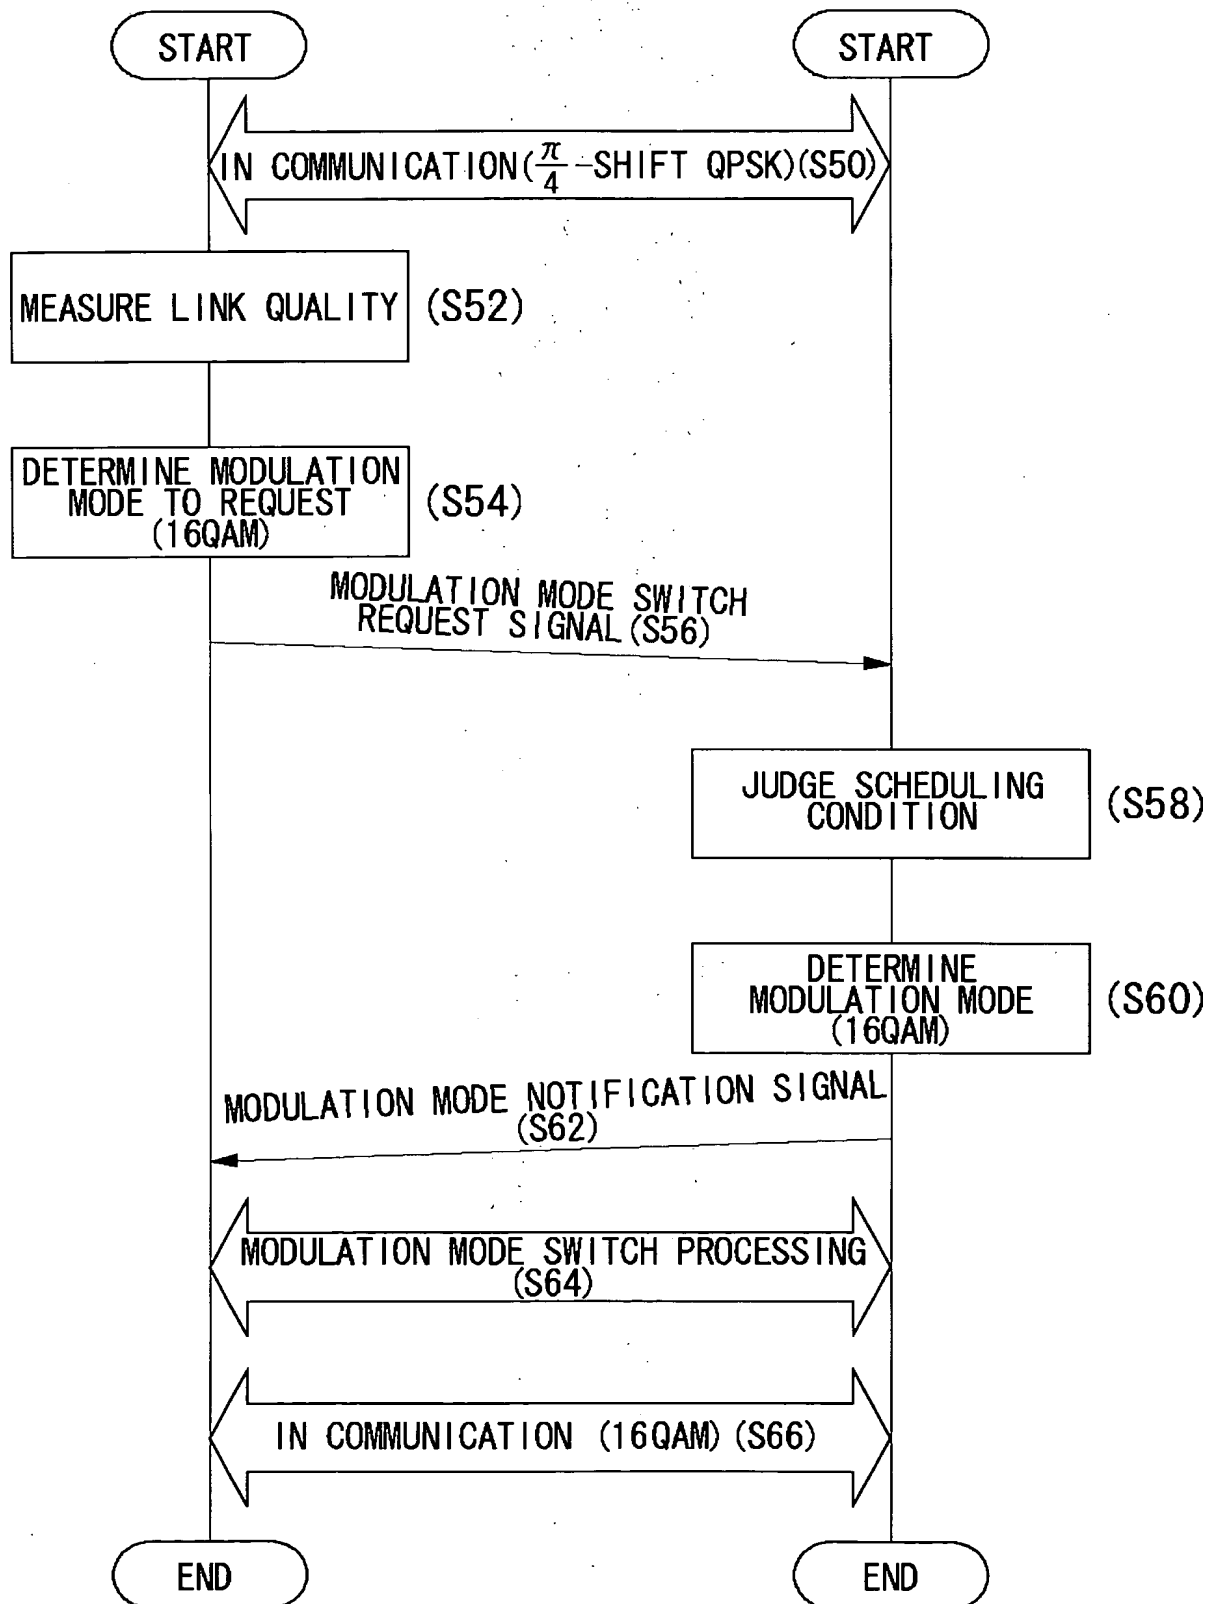 START
START
IN COMMUNICATION(π/4-SHIFT QPSK)(S50)
MEASURE LINK QUALITY
(S52)
DETERMINE MODULATION
MODE TO REQUEST
(16QAM)
(S54)
MODULATION MODE SWITCH
REQUEST SIGNAL(S56)
JUDGE SCHEDULING
CONDITION
(S58)
DETERMINE
MODULATION MODE
(16QAM)
(S60)
MODULATION MODE NOTIFICATION SIGNAL
(S62)
MODULATION MODE SWITCH PROCESSING
(S64)
IN COMMUNICATION (16QAM)(S66)
END
END